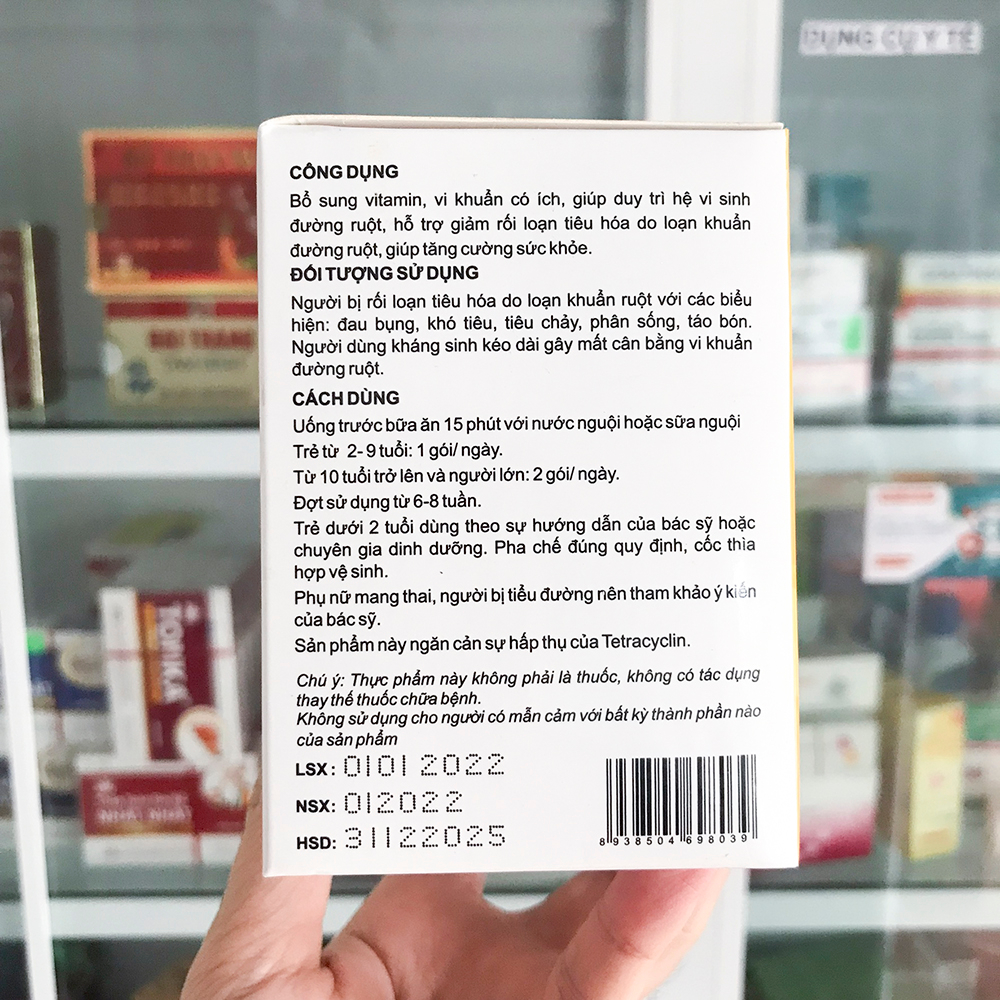 DỤNG CỤ Y TẾ
CÔNG DỤNG
Bổ sung vitamin, vi khuẩn có ích, giúp duy trì hệ vi sinh
đường ruột, hỗ trợ giảm rối loạn tiêu hóa do loạn khuẩn
đường ruột, giúp tăng cường sức khỏe.
ĐỐI TƯỢNG SỬ DỤNG
Người bị rối loạn tiêu hóa do loạn khuẩn ruột với các biểu
hiện: đau bụng, khó tiêu, tiêu chảy, phân sống, táo bón.
Người dùng kháng sinh kéo dài gây mất cân bằng vi khuẩn
đường ruột.
CÁCH DÙNG
Uống trước bữa ăn 15 phút với nước nguội hoặc sữa nguội
Trẻ từ 2- 9 tuổi: 1 gói/ ngày.
Từ 10 tuổi trở lên và người lớn: 2 gói/ ngày.
Đợt sử dụng từ 6-8 tuần.
Trẻ dưới 2 tuổi dùng theo sự hướng dẫn của bác sỹ hoặc
chuyên gia dinh dưỡng. Pha chế đúng quy định, cốc thìa
hợp vệ sinh.
Phụ nữ mang thai, người bị tiểu đường nên tham khảo ý kiến
của bác sỹ.
Sản phẩm này ngăn cản sự hấp thụ của Tetracyclin.
Chú ý: Thực phẩm này không phải là thuốc, không có tác dụng
thay thế thuốc chữa bệnh.
Không sử dụng cho người có mẫn cảm với bất kỳ thành phần nào
của sản phẩm
LSX: 0101 2022
NSX: 012022
HSD: 31122025
8 938504 698039
TOTIKA
NHẤT NHẤT